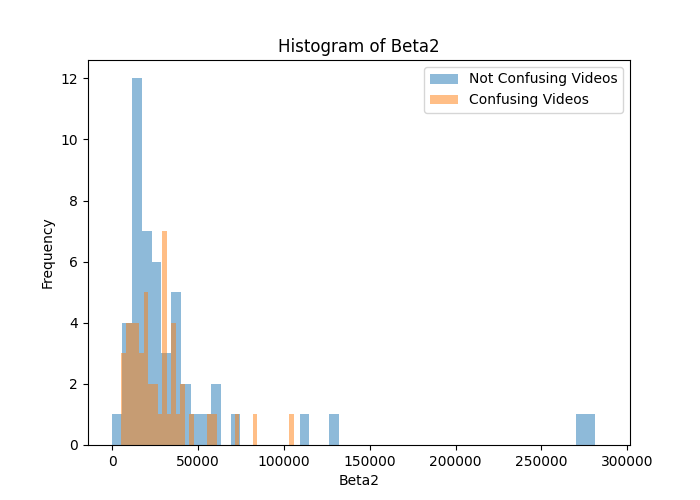 Histogram of Beta2
Not Confusing Videos
Confusing Videos
Frequency
12
10
8
6
4
2
0
0
50000
100000
150000
200000
250000
300000
Beta2